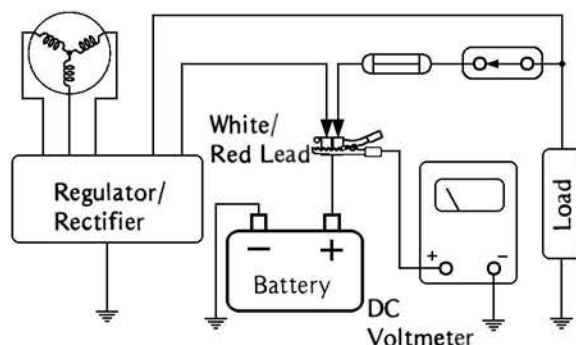 White/
Red Lead
Regulator/
Rectifier
Load
+
−
−
+
Battery
DC
Voltmeter